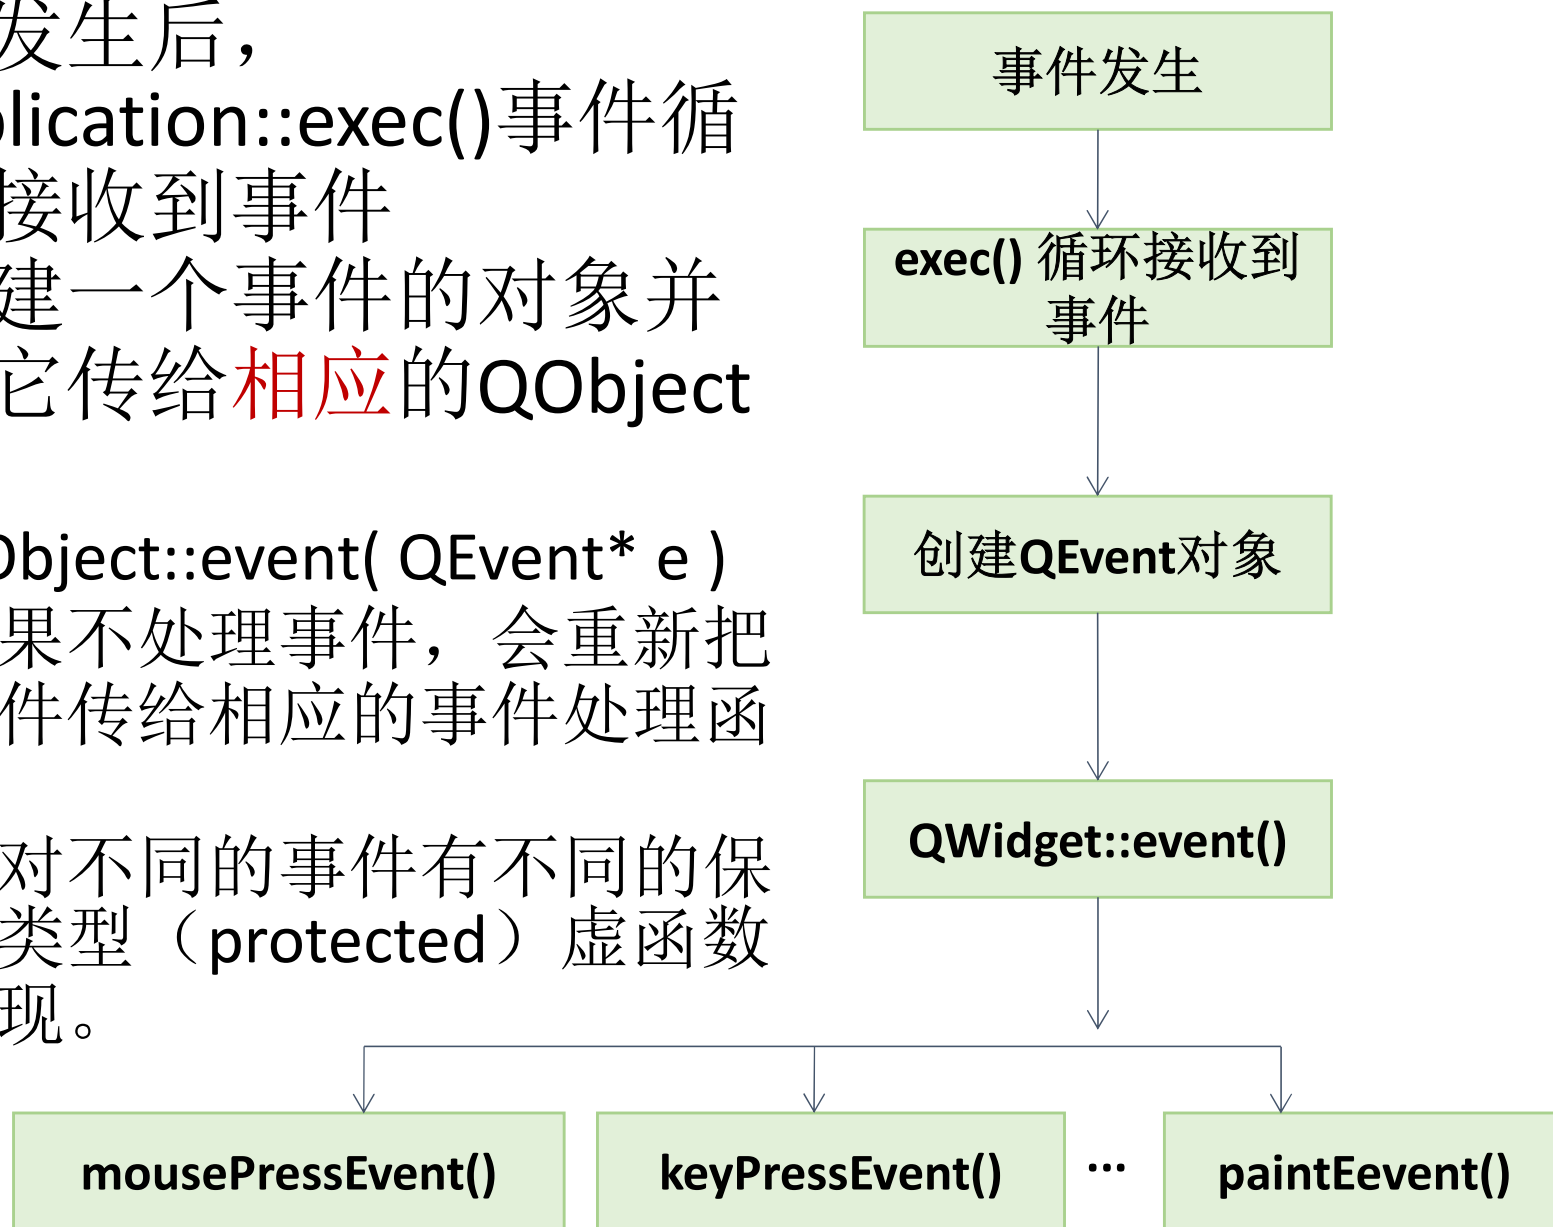 发生后，
plication::exec()事件循
接收到事件
建一个事件的对象并
它传给相应的QObject
Object::event( QEvent* e )
果不处理事件，会重新把
件传给相应的事件处理函
对不同的事件有不同的保
类型（protected）虚函数
现。
事件发生
exec() 循环接收到
事件
创建QEvent对象
QWidget::event()
mousePressEvent()
keyPressEvent()
...
paintEevent()